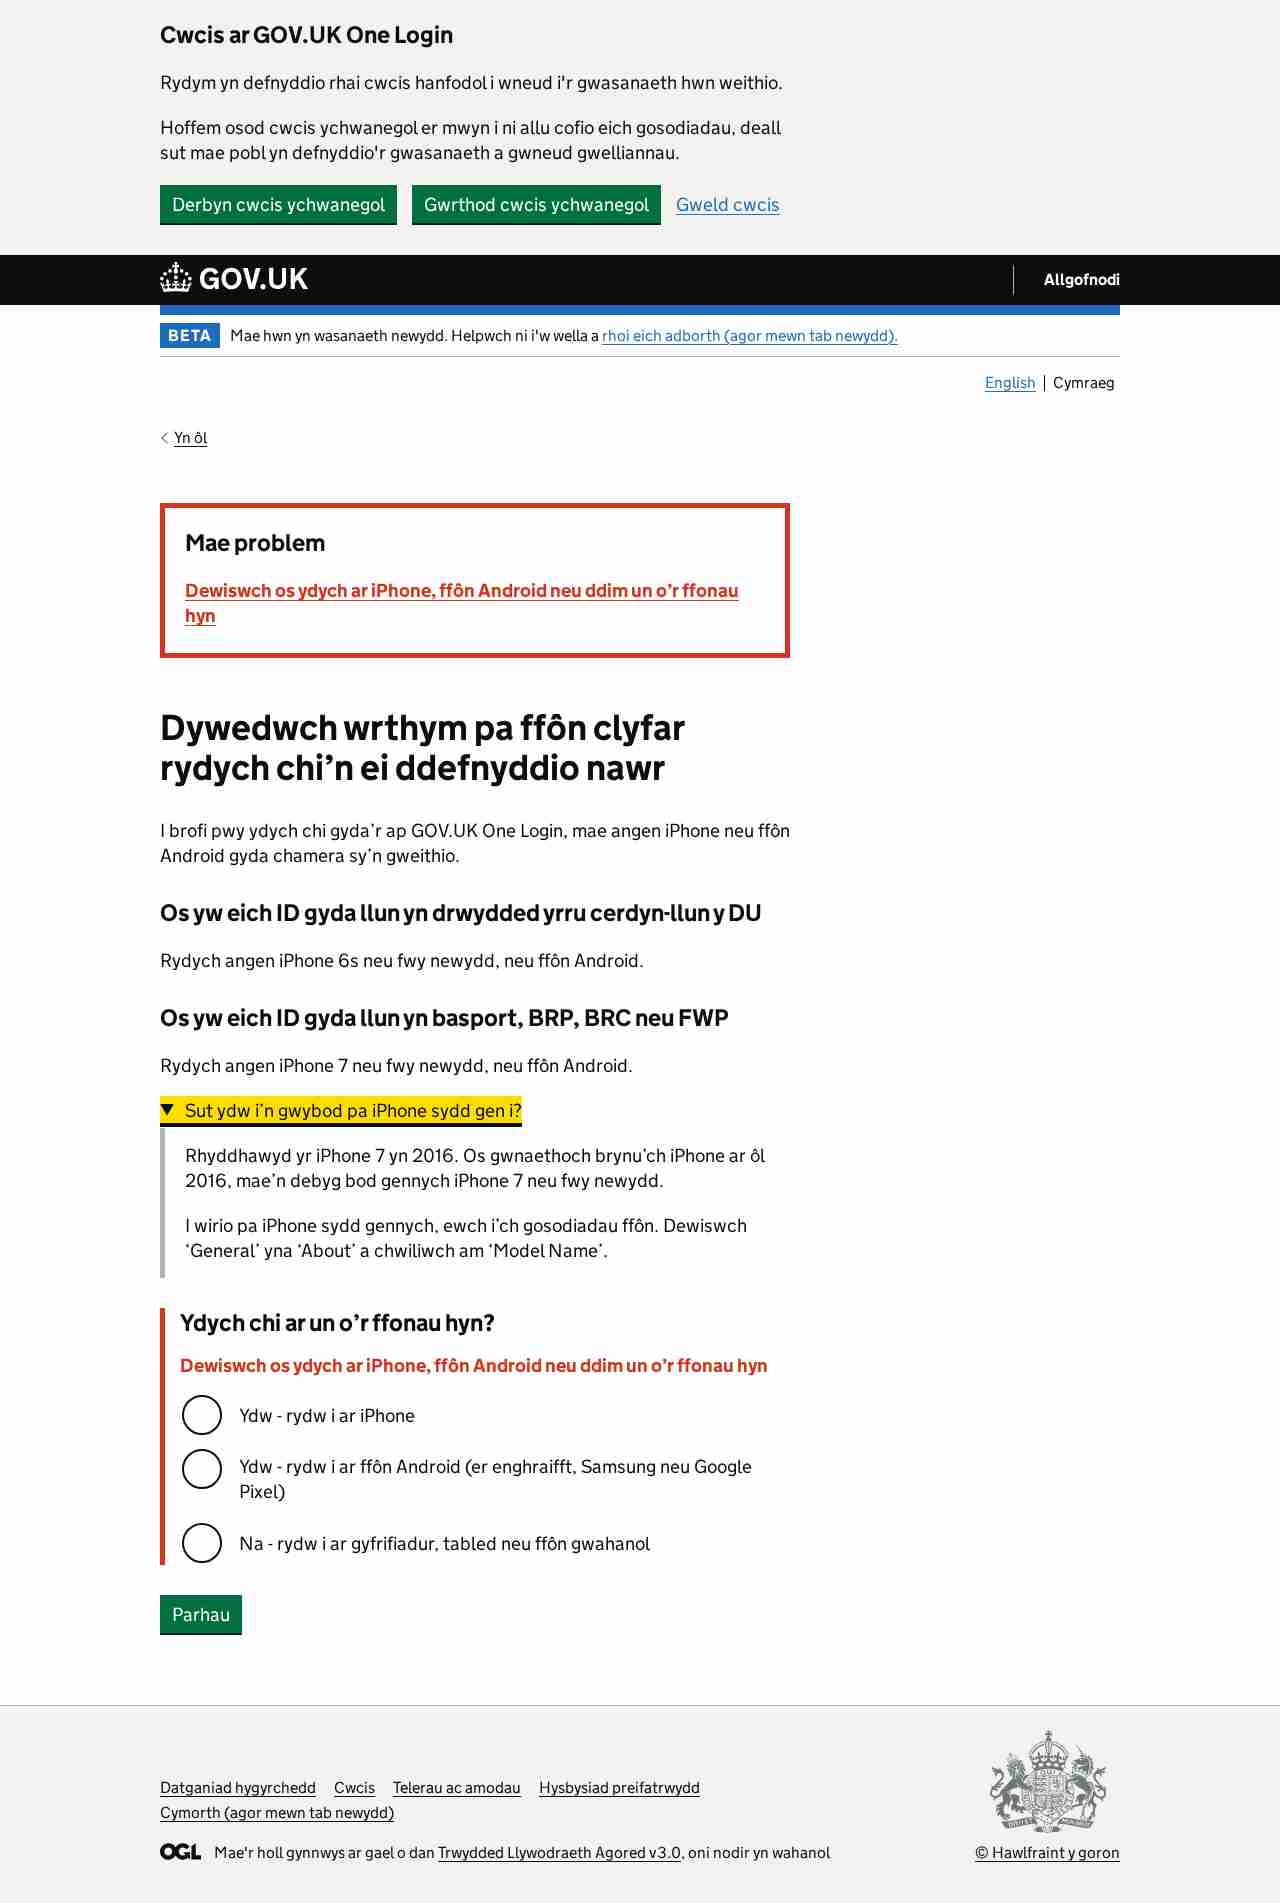 Cwcis ar GOV.UK One Login
Rydym yn defnyddio rhai cwcis hanfodol i wneud i'r gwasanaeth hwn weithio.
Hoffem osod cwcis ychwanegol er mwyn i ni allu cofio eich gosodiadau, deall
sut mae pobl yn defnyddio'r gwasanaeth a gwneud gwelliannau.
Derbyn cwcis ychwanegol Gwrthod cwcis ychwanegol Gweld cwcis
GOV.UK Allgofnodi
BETA Mae hwn yn wasanaeth newydd. Helpwch ni i'w wella a rhoi eich adborth (agor mewn tab newydd).
English Cymraeg
Yn ôl
Mae problem
Dewiswch os ydych ar iPhone, ffôn Android neu ddim un o’r ffonau
hyn
Dywedwch wrthym pa ffôn clyfar
rydych chi’n ei ddefnyddio nawr
I brofi pwy ydych chi gyda’r ap GOV.UK One Login, mae angen iPhone neu ffôn
Android gyda chamera sy’n gweithio.
Os yw eich ID gyda llun yn drwydded yrru cerdyn-llun y DU
Rydych angen iPhone 6s neu fwy newydd, neu ffôn Android.
Os yw eich ID gyda llun yn basport, BRP, BRC neu FWP
Rydych angen iPhone 7 neu fwy newydd, neu ffôn Android.
Sut ydw i’n gwybod pa iPhone sydd gen i?
Rhyddhawyd yr iPhone 7 yn 2016. Os gwnaethoch brynu’ch iPhone ar ôl
2016, mae’n debyg bod gennych iPhone 7 neu fwy newydd.
I wirio pa iPhone sydd gennych, ewch i’ch gosodiadau ffôn. Dewiswch
‘General’ yna ‘About’ a chwiliwch am ‘Model Name’.
Ydych chi ar un o’r ffonau hyn?
Dewiswch os ydych ar iPhone, ffôn Android neu ddim un o’r ffonau hyn
Ydw - rydw i ar iPhone
Ydw - rydw i ar ffôn Android (er enghraifft, Samsung neu Google
Pixel)
Na - rydw i ar gyfrifiadur, tabled neu ffôn gwahanol
Parhau
Datganiad hygyrchedd Cwcis Telerau ac amodau Hysbysiad preifatrwydd
Cymorth (agor mewn tab newydd)
OGL Mae'r holl gynnwys ar gael o dan Trwydded Llywodraeth Agored v3.0, oni nodir yn wahanol
© Hawlfraint y goron